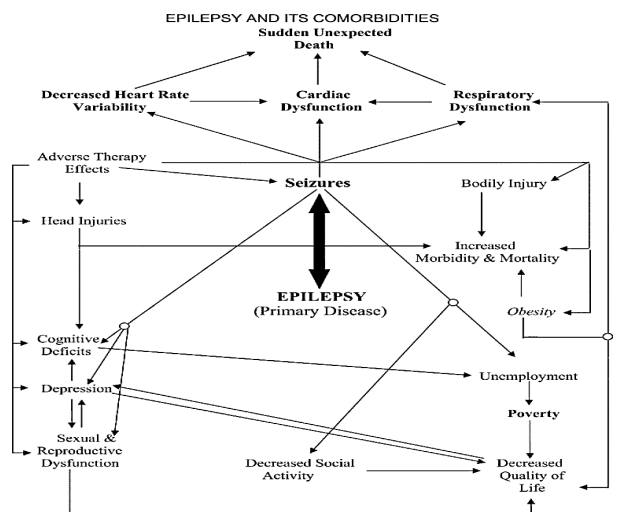 EPILEPSY AND ITS COMORBIDITIES
Sudden Unexpected
Death
Decreased Heart Rate
Variability
Cardiac
Dysfunction
Respiratory
Dysfunction
Adverse Therapy
Effects
Seizures
Bodily Injury
Head Injuries
Increased
Morbidity & Mortality
EPILEPSY
(Primary Disease)
Obesity
Cognitive
Deficits
Unemployment
Depression
Poverty
Sexual &
Reproductive
Dysfunction
Decreased Social
Activity
Decreased
Quality of
Life